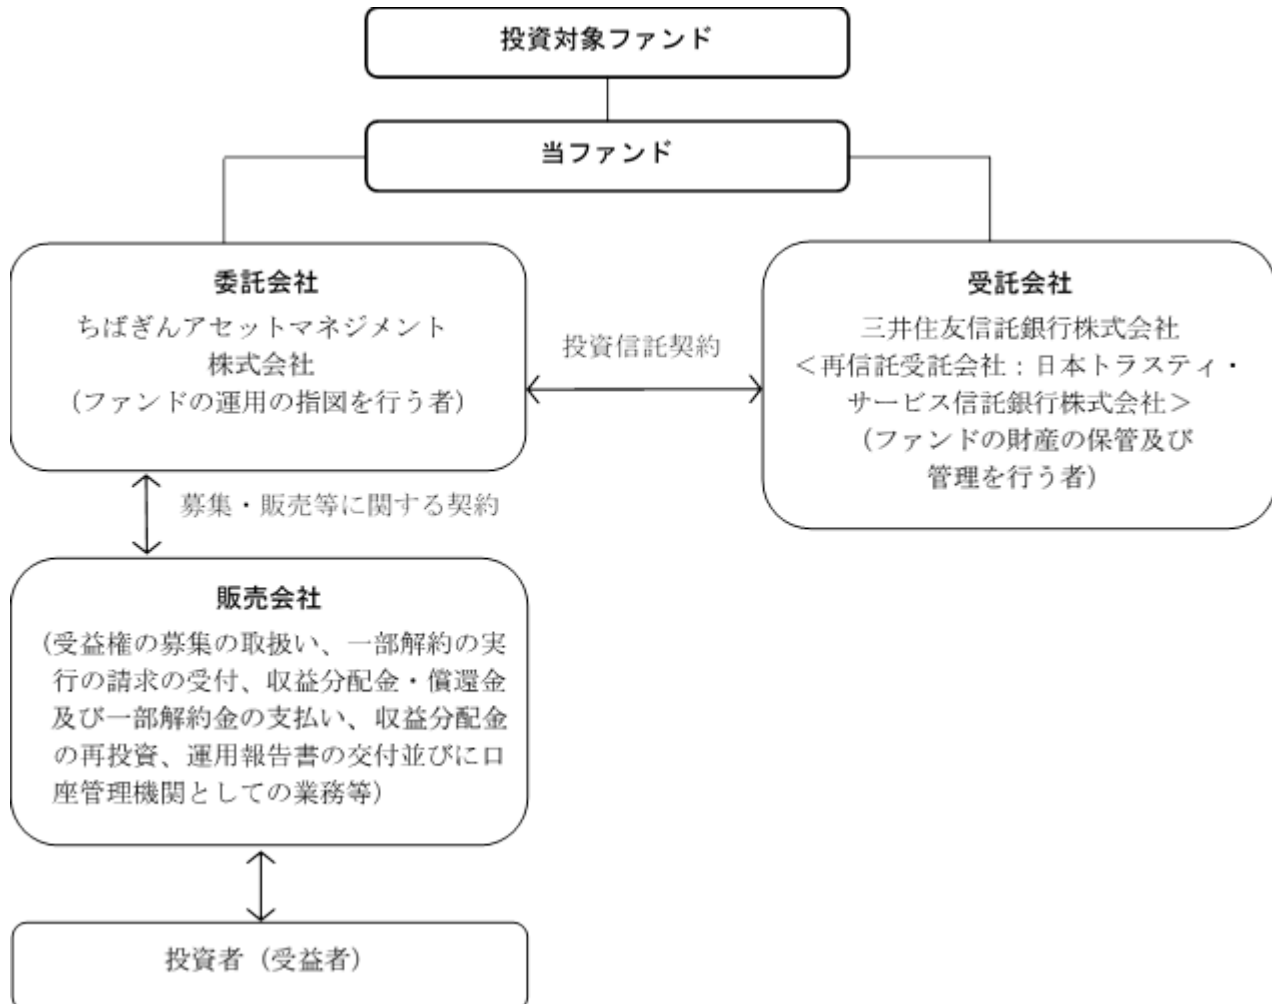 投資対象ファンド
当ファンド
委託会社
ちばぎんアセットマネジメント
株式会社
(ファンドの運用の指図を行う者)
投資信託契約
受託会社
三井住友信託銀行株式会社
<再信託受託会社:日本トラスティ・
サービス信託銀行株式会社>
(ファンドの財産の保管及び
管理を行う者)
募集・販売等に関する契約
販売会社
(受益権の募集の取扱い、一部解約の実
行の請求の受付、収益分配金・償還金
及び一部解約金の支払い、収益分配金
の再投資、運用報告書の交付並びに口
座管理機関としての業務等)
投資者(受益者)